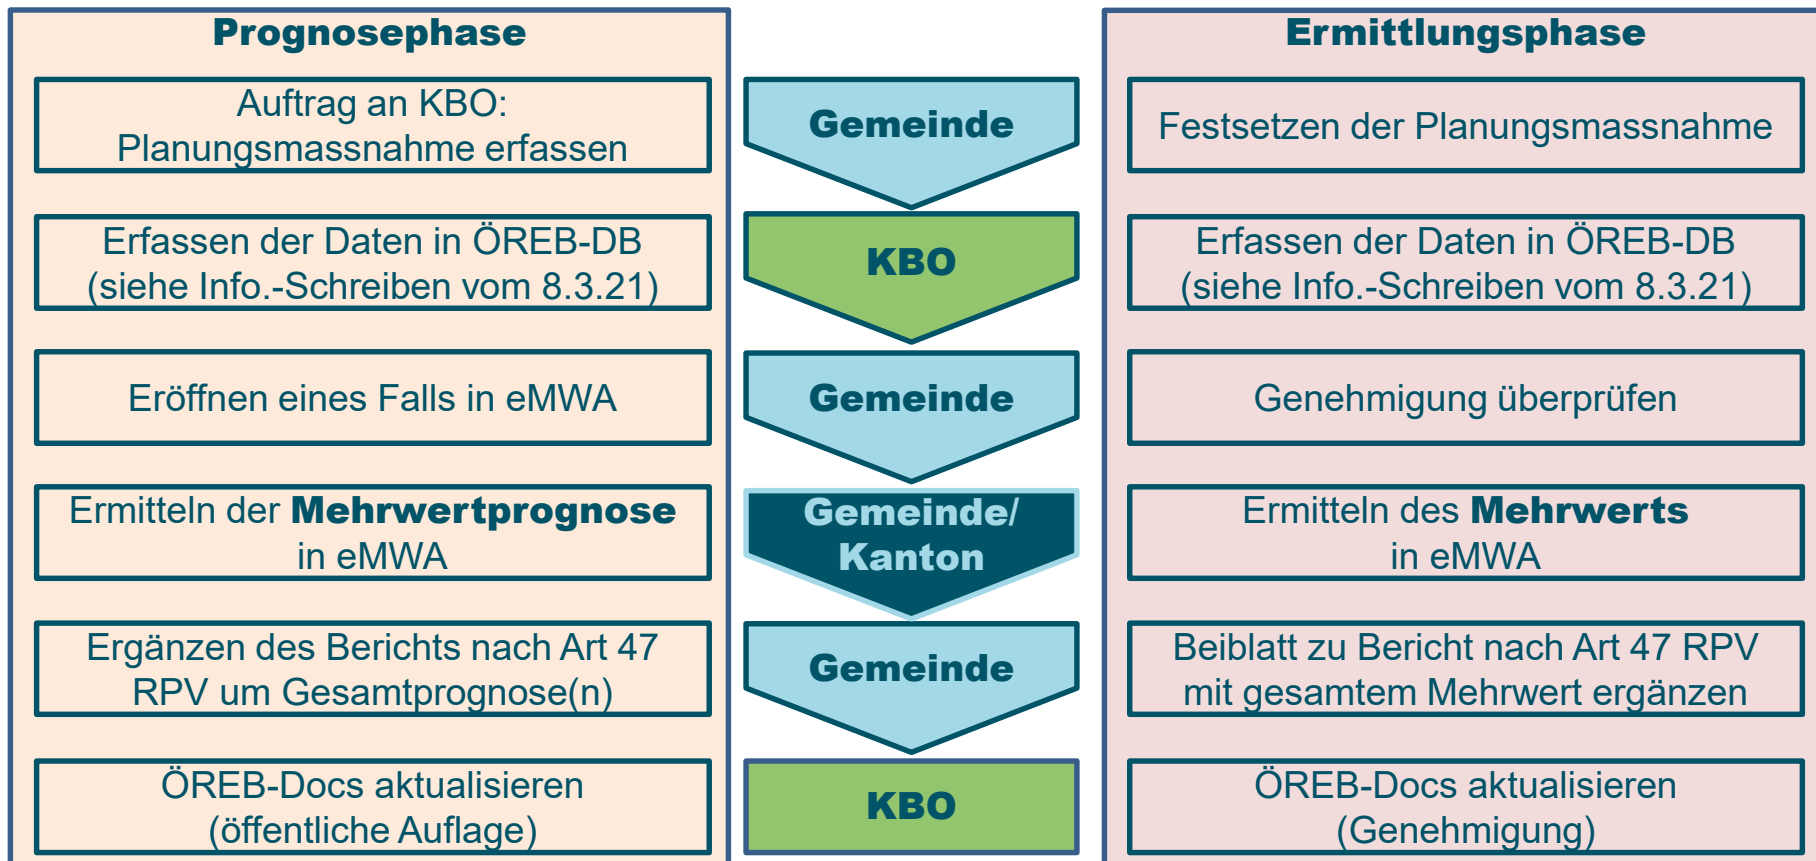 Prognosephase
Ermittlungsphase
Auftrag an KBO:
Planungsmassnahme erfassen
Gemeinde
Festsetzen der Planungsmassnahme
Erfassen der Daten in ÖREB-DB
(siehe Info.-Schreiben vom 8.3.21)
KBO
Erfassen der Daten in ÖREB-DB
(siehe Info.-Schreiben vom 8.3.21)
Eröffnen eines Falls in eMWA
Gemeinde
Genehmigung überprüfen
Ermitteln der Mehrwertprognose
in eMWA
Gemeinde/
Kanton
Ermitteln des Mehrwerts
in eMWA
Ergänzen des Berichts nach Art 47
RPV um Gesamtprognose(n)
Gemeinde
Beiblatt zu Bericht nach Art 47 RPV
mit gesamtem Mehrwert ergänzen
ÖREB-Docs aktualisieren
(öffentliche Auflage)
KBO
ÖREB-Docs aktualisieren
(Genehmigung)